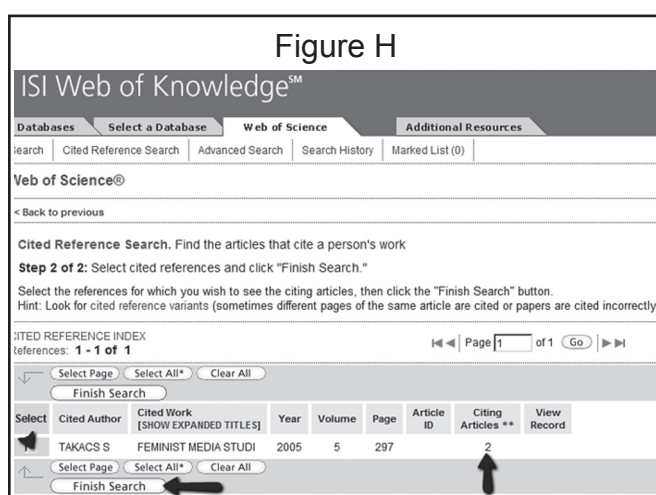 Figure H
ISI Web of Knowledge℠
Databases Select a Database Web of Science Additional Resources
Search Cited Reference Search Advanced Search Search History Marked List (0)
Web of Science®
< Back to previous
Cited Reference Search. Find the articles that cite a person's work
Step 2 of 2: Select cited references and click "Finish Search."
Select the references for which you wish to see the citing articles, then click the "Finish Search" button.
Hint: Look for cited reference variants (sometimes different pages of the same article are cited or papers are cited incorrectly
CITED REFERENCE INDEX
References: 1 - 1 of 1
Page 1 of 1 Go
Select Page Select All* Clear All
Finish Search
Select Cited Author Cited Work [SHOW EXPANDED TITLES] Year Volume Page Article ID Citing Articles ** View Record
TAKACS S FEMINIST MEDIA STUDI 2005 5 297 2
Select Page Select All* Clear All
Finish Search